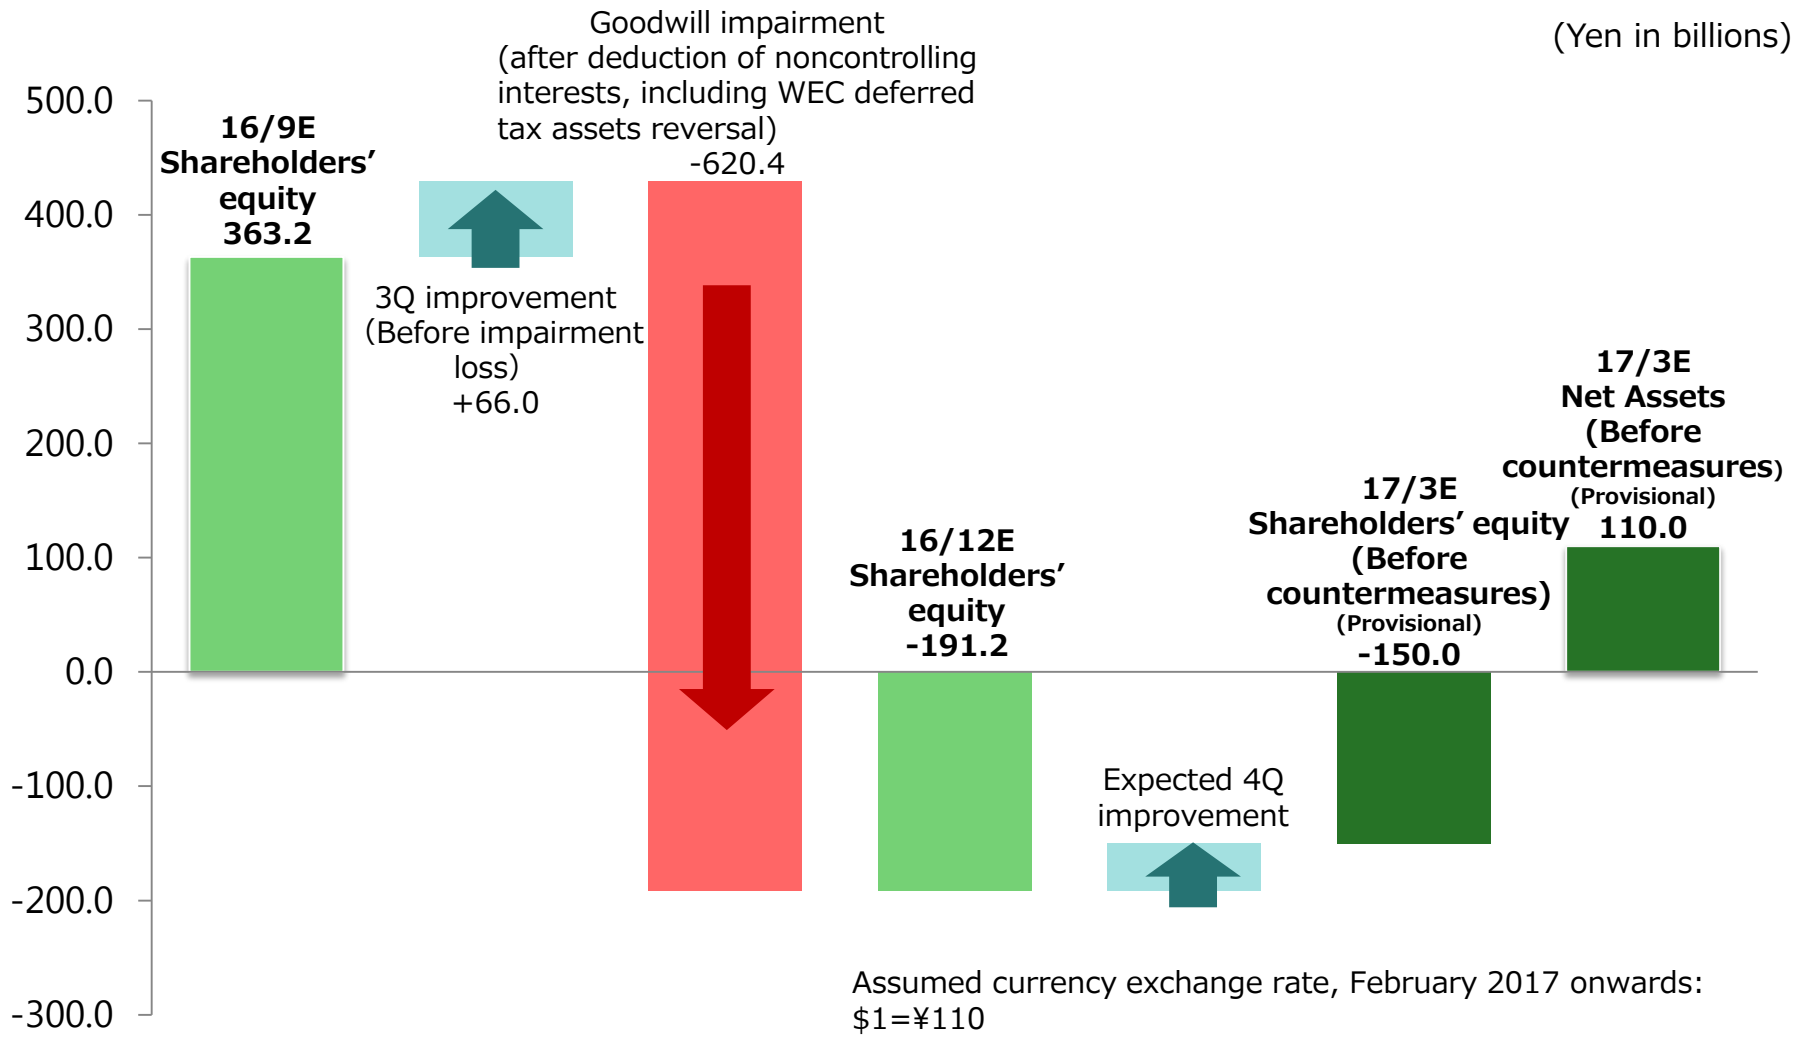 Goodwill impairment
(after deduction of noncontrolling
interests, including WEC deferred
tax assets reversal)
-620.4
(Yen in billions)
500.0
400.0
300.0
200.0
100.0
0.0
-100.0
-200.0
-300.0
16/9E
Shareholders’
equity
363.2
3Q improvement
(Before impairment
loss)
+66.0
16/12E
Shareholders’
equity
-191.2
Expected 4Q
improvement
17/3E
Shareholders’ equity
(Before
countermeasures)
(Provisional)
-150.0
17/3E
Net Assets
(Before
countermeasures)
(Provisional)
110.0
Assumed currency exchange rate, February 2017 onwards:
$1=¥110